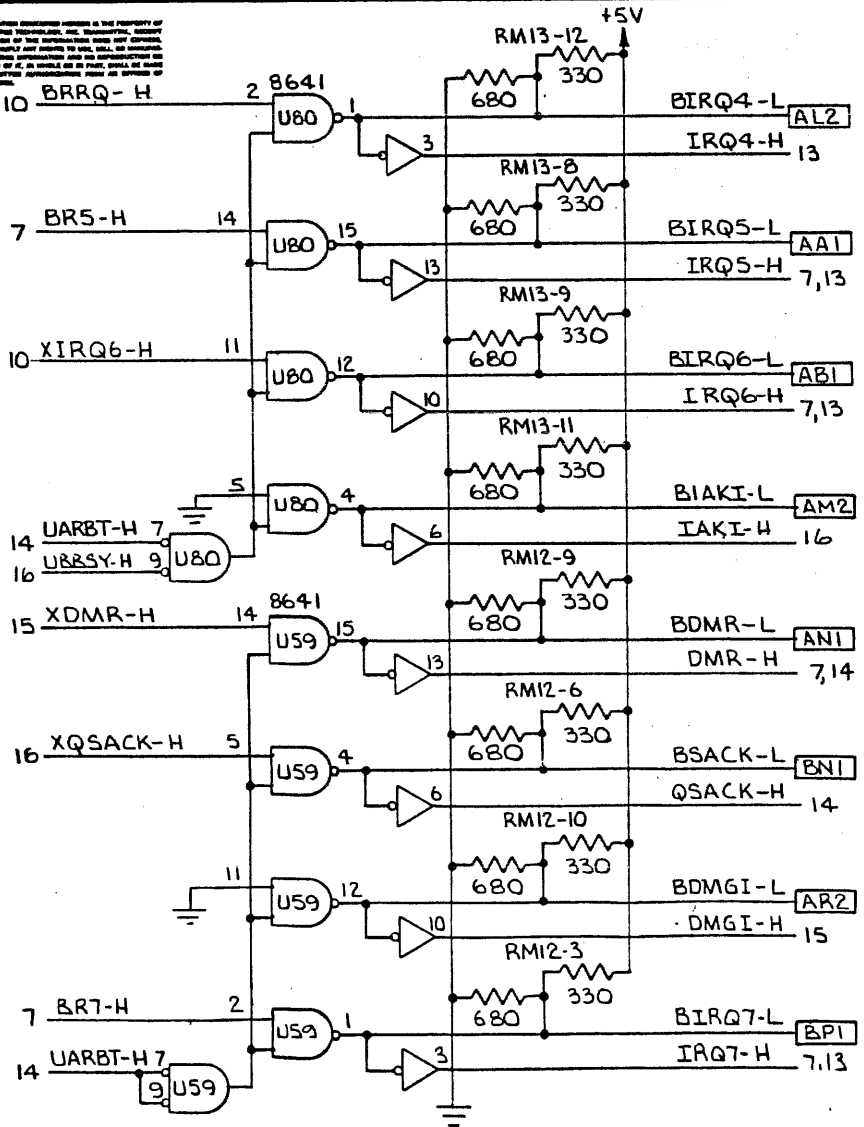 +5V
RM13-12
680
330
10 BRRQ-H 2 8641
U80
1
BIRQ4-L AL2
3 IRQ4-H 13
RM13-8
680
330
7 BR5-H 14
U80
15
BIRQ5-L AA1
13 IRQ5-H 7,13
RM13-9
680
330
10 XIRQ6-H 11
U80
12
BIRQ6-L AB1
10 IRQ6-H 7,13
RM13-11
680
330
5
U80
4
BIAKI-L AM2
6 IAKI-H 16
14 UARBT-H 7
16 UBBSY-H 9
U80
RM12-9
680
330
15 XDMR-H 14 8641
U59
15
BDMR-L AN1
13 DMR-H 7,14
RM12-6
680
330
16 XQSACK-H 5
U59
4
BSACK-L BN1
6 QSACK-H 14
RM12-10
680
330
11
U59
12
BDMGI-L AR2
10 DMGI-H 15
RM12-3
680
330
7 BR7-H 2
U59
1
BIRQ7-L BP1
3 IRQ7-H 7,13
14 UARBT-H 7
9
U59